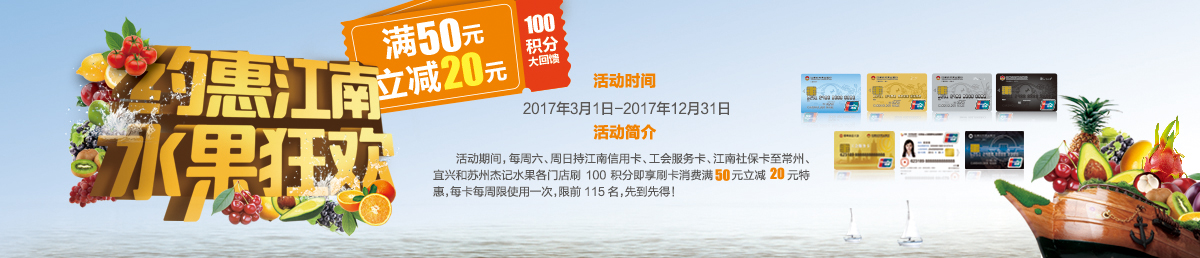 约惠江南
水果狂欢
满50元
立减20元
100
积分
大回馈
活动时间
2017年3月1日-2017年12月31日
活动简介
活动期间，每周六、周日持江南信用卡、工会服务卡、江南社保卡至常州、
宜兴和苏州杰记水果各门店刷 100 积分即享刷卡消费满50元立减 20 元特
惠，每卡每周限使用一次，限前 115 名，先到先得！